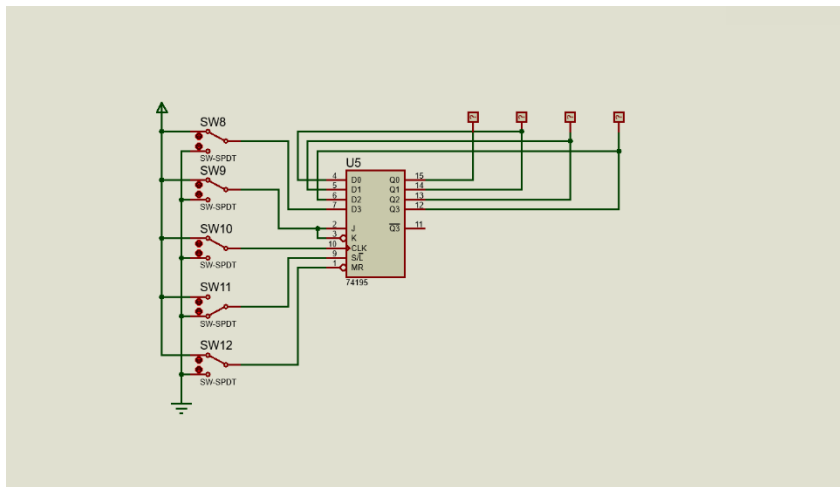 SW8
SW-SPDT
SW9
SW-SPDT
SW10
SW-SPDT
SW11
SW-SPDT
SW12
SW-SPDT
U5
4 D0 Q0 15
5 D1 Q1 14
6 D2 Q2 13
7 D3 Q3 12
2 J Q3 11
3 K
10 CLK
9 S/L
1 MR
74195
? ? ? ?